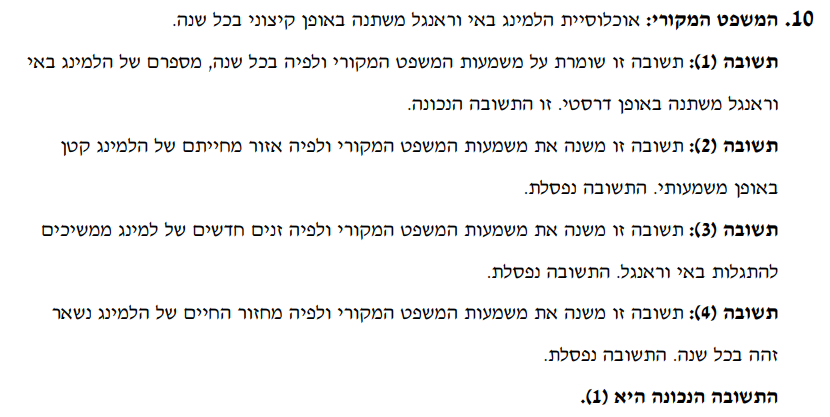 10. המשפט המקורי: אוכלוסיית הלמינג באי וראנגל משתנה באופן קיצוני בכל שנה.
תשובה (1): תשובה זו שומרת על משמעות המשפט המקורי ולפיה בכל שנה, מספרם של הלמינג באי
וראנגל משתנה באופן דרסטי. זו התשובה הנכונה.
תשובה (2): תשובה זו משנה את משמעות המשפט המקורי ולפיה אזור מחייתם של הלמינג קטן
באופן משמעותי. התשובה נפסלת.
תשובה (3): תשובה זו משנה את משמעות המשפט המקורי ולפיה זנים חדשים של למינג ממשיכים
להתגלות באי וראנגל. התשובה נפסלת.
תשובה (4): תשובה זו משנה את משמעות המשפט המקורי ולפיה מחזור החיים של הלמינג נשאר
זהה בכל שנה. התשובה נפסלת.
התשובה הנכונה היא (1).